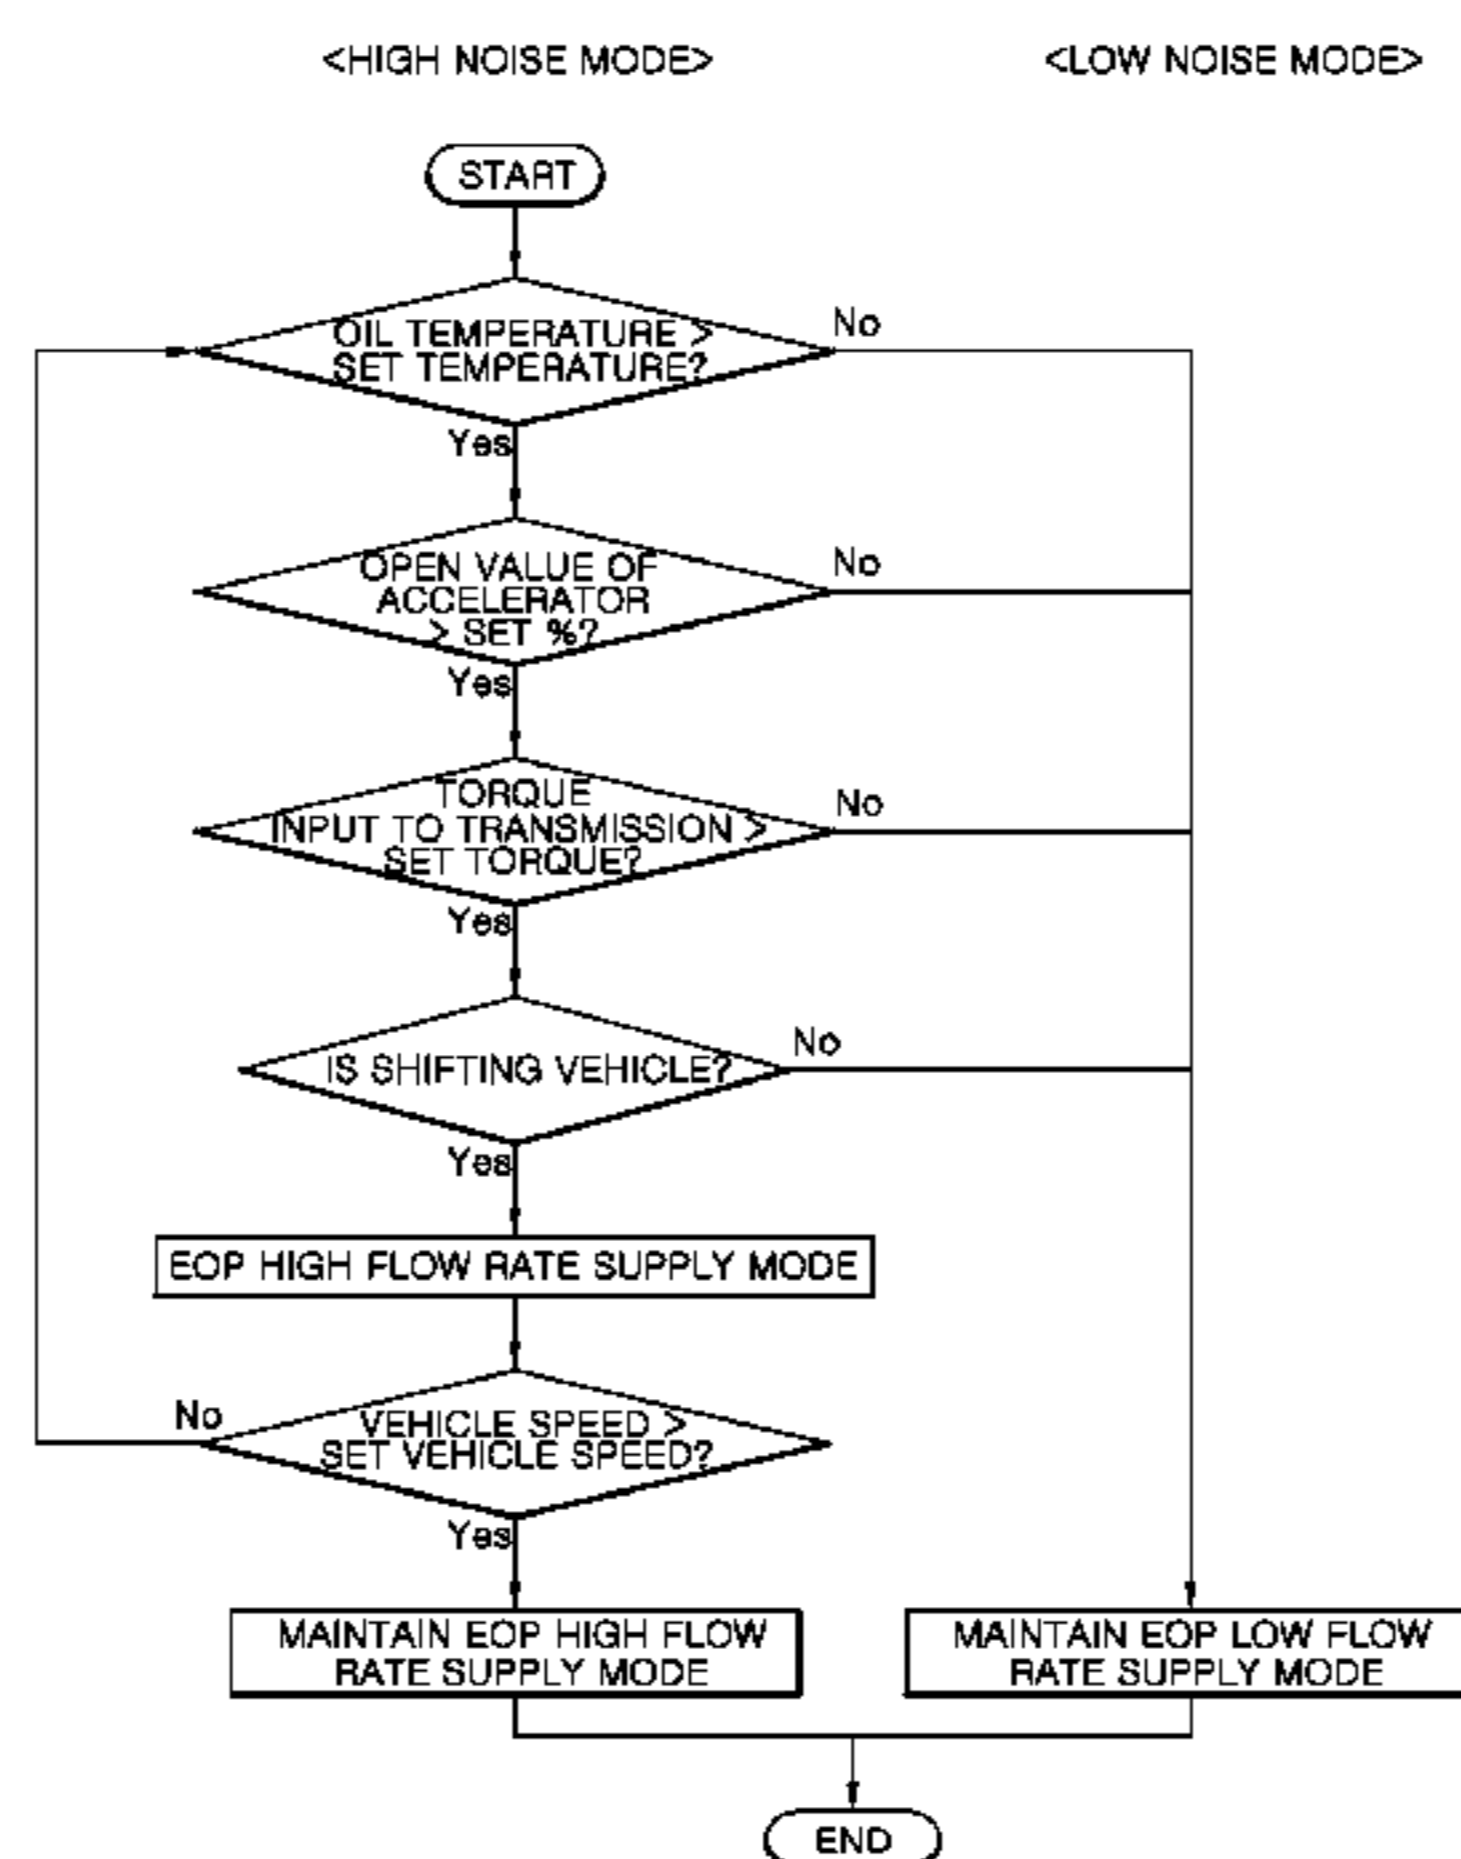 <HIGH NOISE MODE>
<LOW NOISE MODE>
START
OIL TEMPERATURE >
SET TEMPERATURE?
No
Yes
OPEN VALUE OF
ACCELERATOR
> SET %?
No
Yes
TORQUE
INPUT TO TRANSMISSION >
SET TORQUE?
No
Yes
IS SHIFTING VEHICLE?
No
Yes
EOP HIGH FLOW RATE SUPPLY MODE
No
VEHICLE SPEED >
SET VEHICLE SPEED?
Yes
MAINTAIN EOP HIGH FLOW
RATE SUPPLY MODE
MAINTAIN EOP LOW FLOW
RATE SUPPLY MODE
END